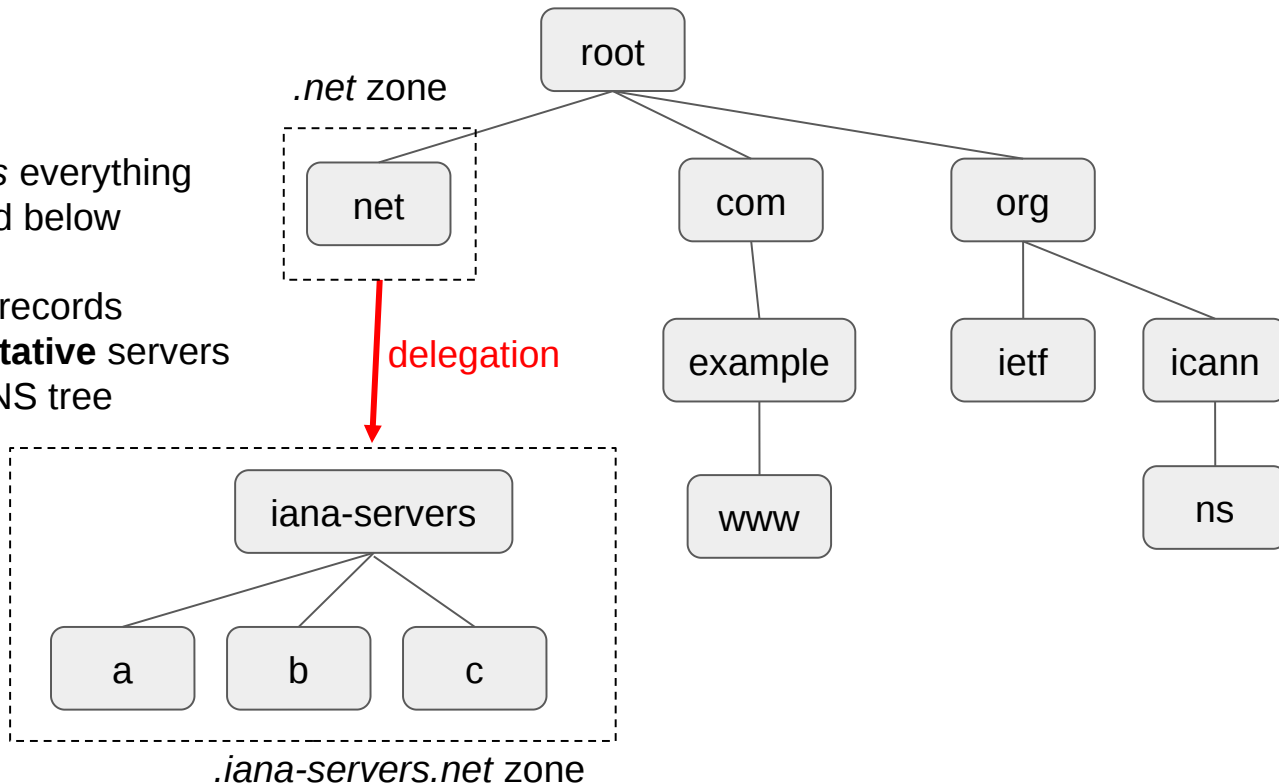 root
.net zone
s everything
d below
net
com
org
records
tative servers
NS tree
delegation
example
ietf
icann
iana-servers
www
ns
a
b
c
.iana-servers.net zone